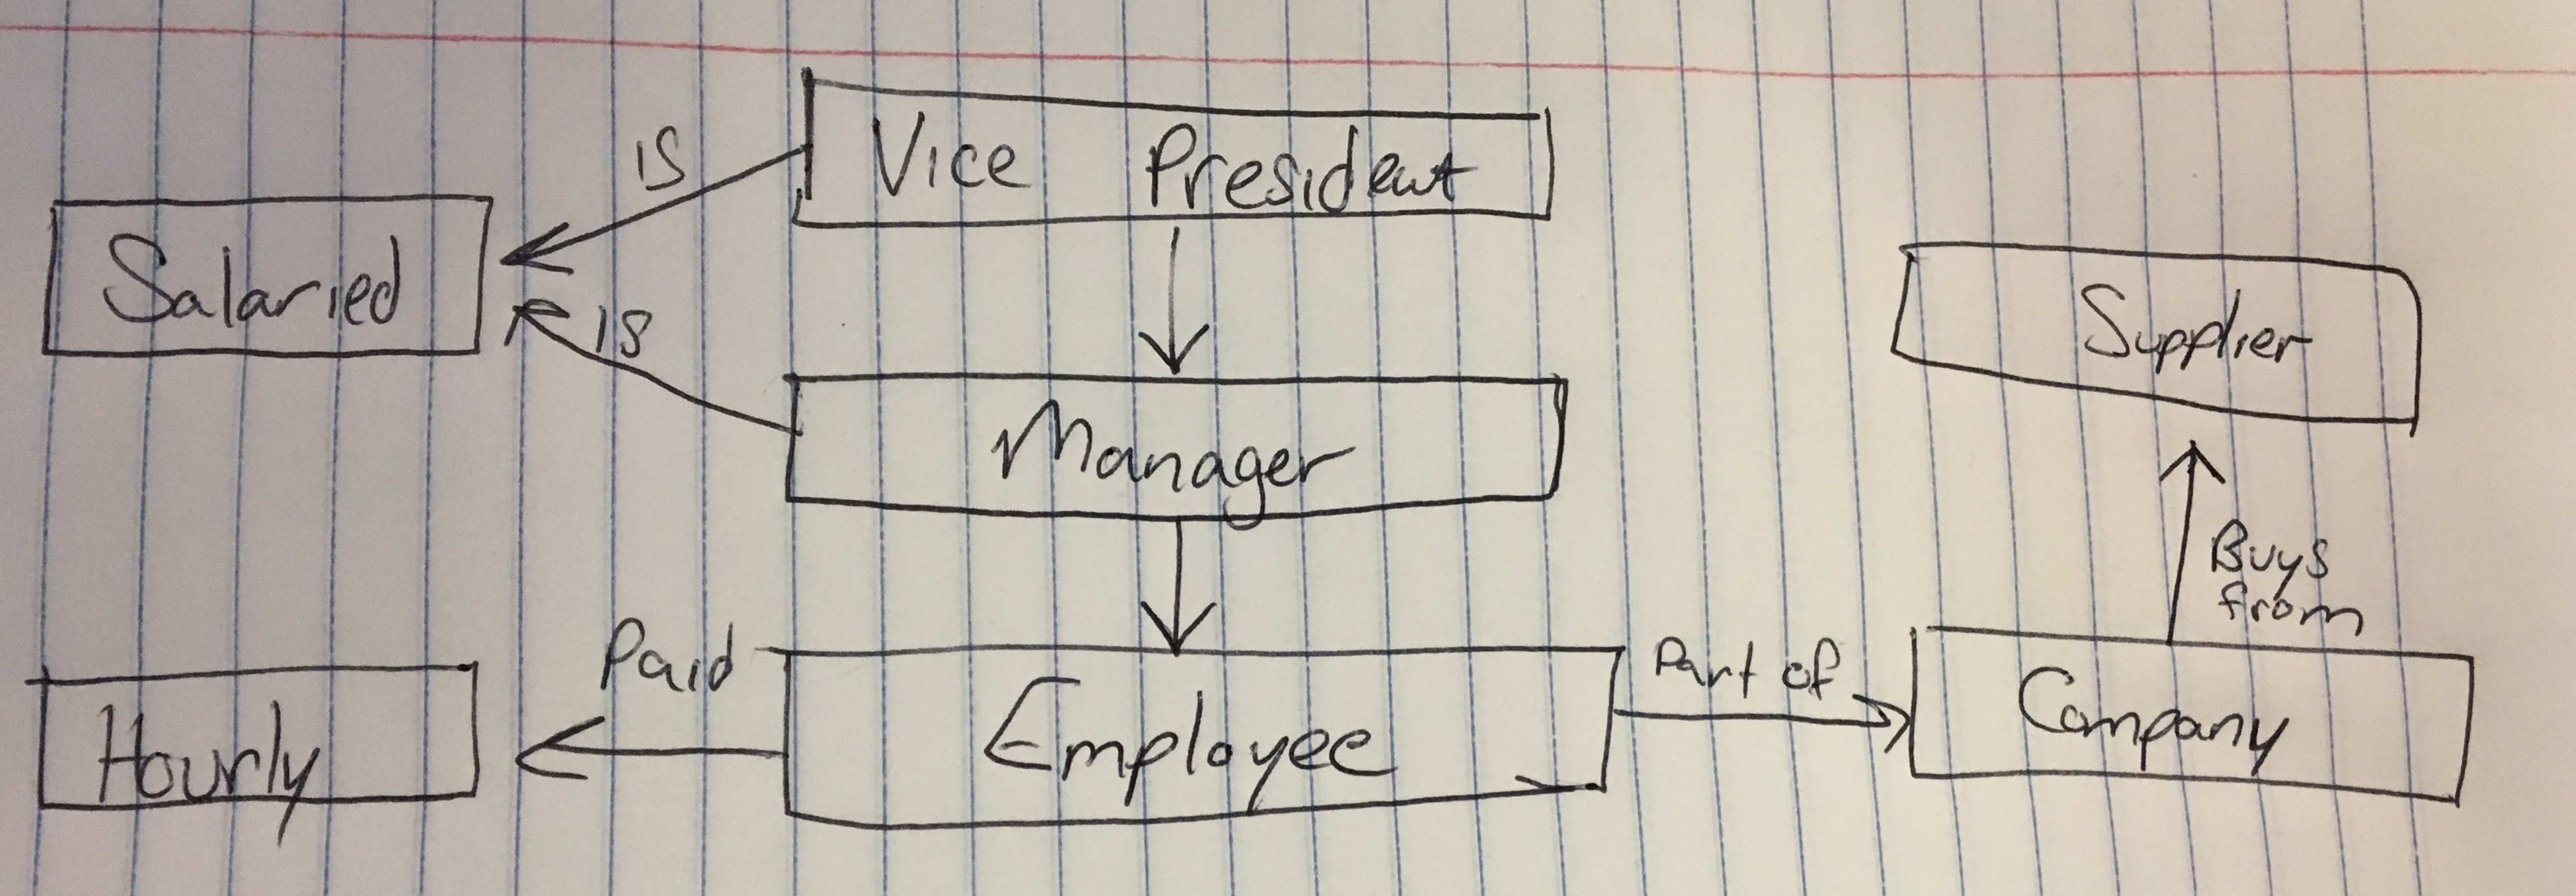 Vice President
IS
Salaried
IS
Supplier
Manager
Buys
from
Paid
Part of
Employee
Company
Hourly